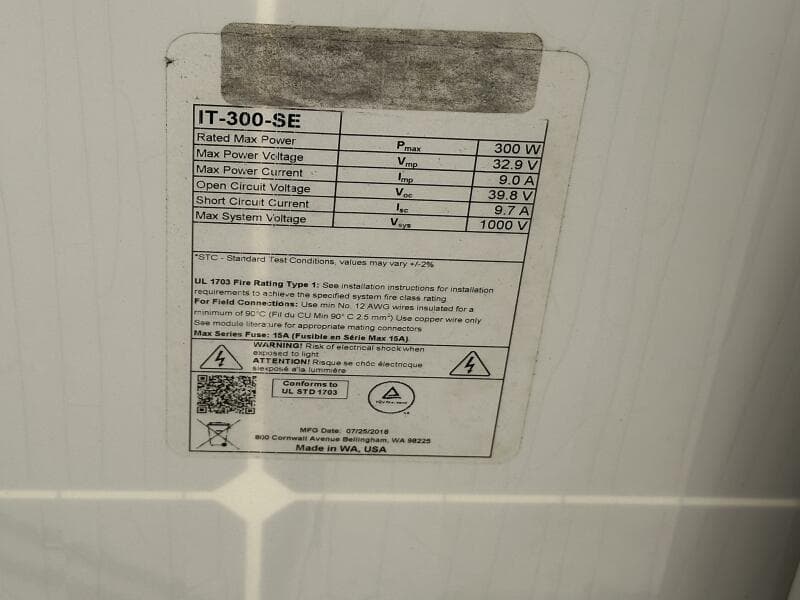 IT-300-SE
Rated Max Power Pmax 300 W
Max Power Voltage Vmp 32.9 V
Max Power Current Imp 9.0 A
Open Circuit Voltage Voc 39.8 V
Short Circuit Current Isc 9.7 A
Max System Voltage Vsys 1000 V
*STC - Standard Test Conditions, values may vary +/-2%
UL 1703 Fire Rating Type 1: See installation instructions for installation
requirements to achieve the specified system fire class rating.
For Field Connections: Use min No. 12 AWG wires insulated for a
minimum of 90°C (Fil du CU Min 90° C 2.5 mm²) Use copper wire only
See module literature for appropriate mating connectors
Max Series Fuse: 15A (Fusible en Série Max 15A)
WARNING! Risk of electrical shock when
exposed to light
ATTENTION! Risque se chôc électricque
siexposé a'la lummière
Conforms to
UL STD 1703
MFG Date: 07/25/2018
800 Cornwall Avenue Bellingham, WA 98225
Made in WA, USA